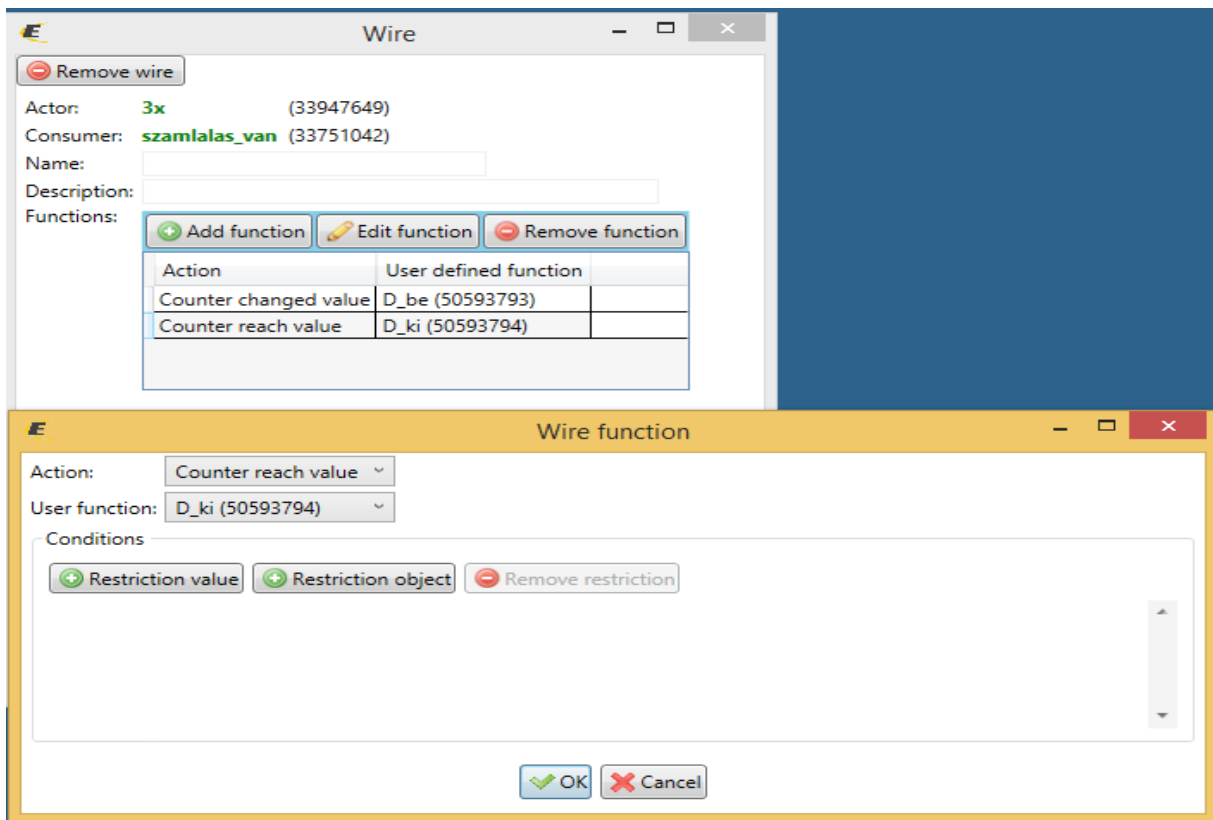 Wire
Remove wire
Actor: 3x (33947649)
Consumer: szamlalas_van (33751042)
Name:
Description:
Functions:
Add function Edit function Remove function
Action User defined function
Counter changed value D_be (50593793)
Counter reach value D_ki (50593794)
Wire function
Action: Counter reach value
User function: D_ki (50593794)
Conditions
Restriction value Restriction object Remove restriction
OK Cancel